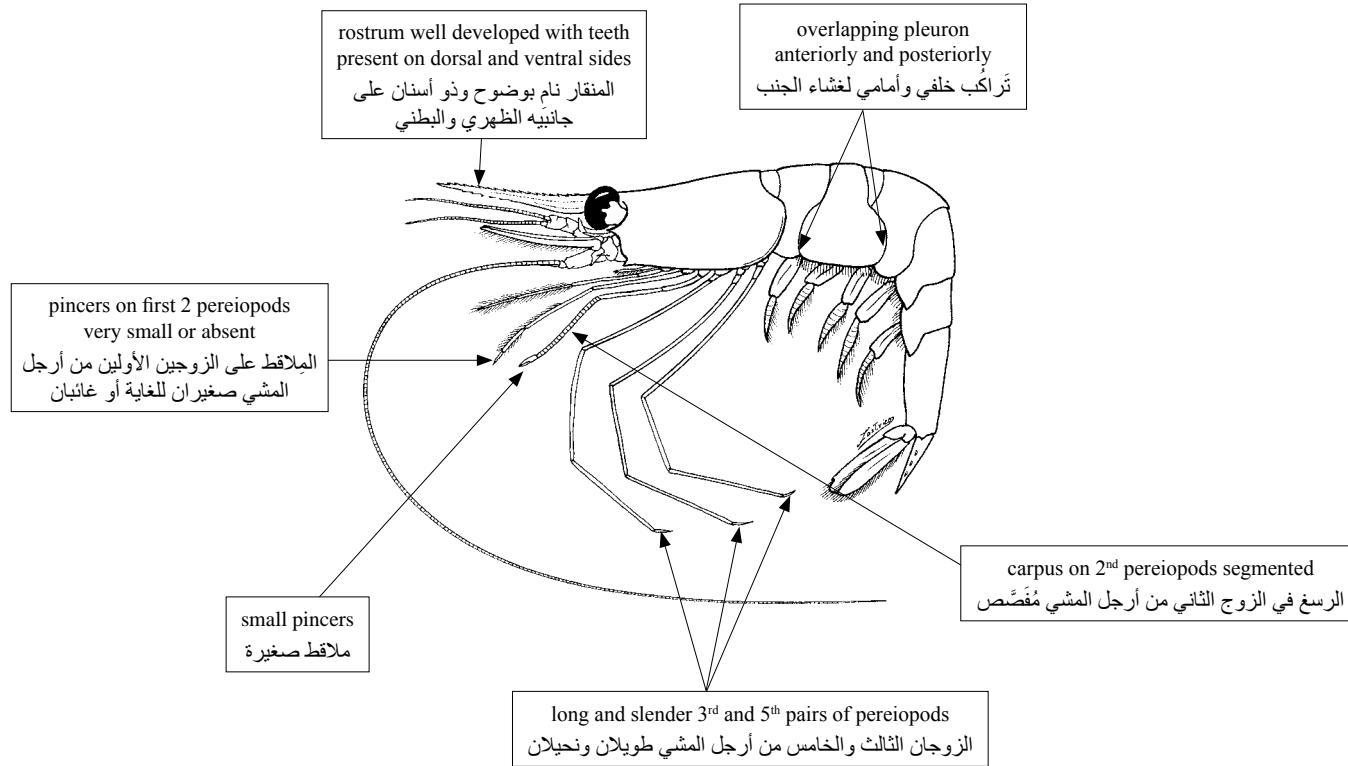 rostrum well developed with teeth
present on dorsal and ventral sides
المنقار نامٍ بوضوح وذو أسنان على
جانبَيه الظهري والبطني
overlapping pleuron
anteriorly and posteriorly
تَراكُب خلفي وأمامي لغشاء الجنب
pincers on first 2 pereiopods
very small or absent
المِلاقط على الزوجين الأولين من أرجل
المشي صغيران للغاية أو غائبان
small pincers
ملاقط صغيرة
carpus on 2nd pereiopods segmented
الرسغ في الزوج الثاني من أرجل المشي مُفَصَّص
long and slender 3rd and 5th pairs of pereiopods
الزوجان الثالث والخامس من أرجل المشي طويلان ونحيلان